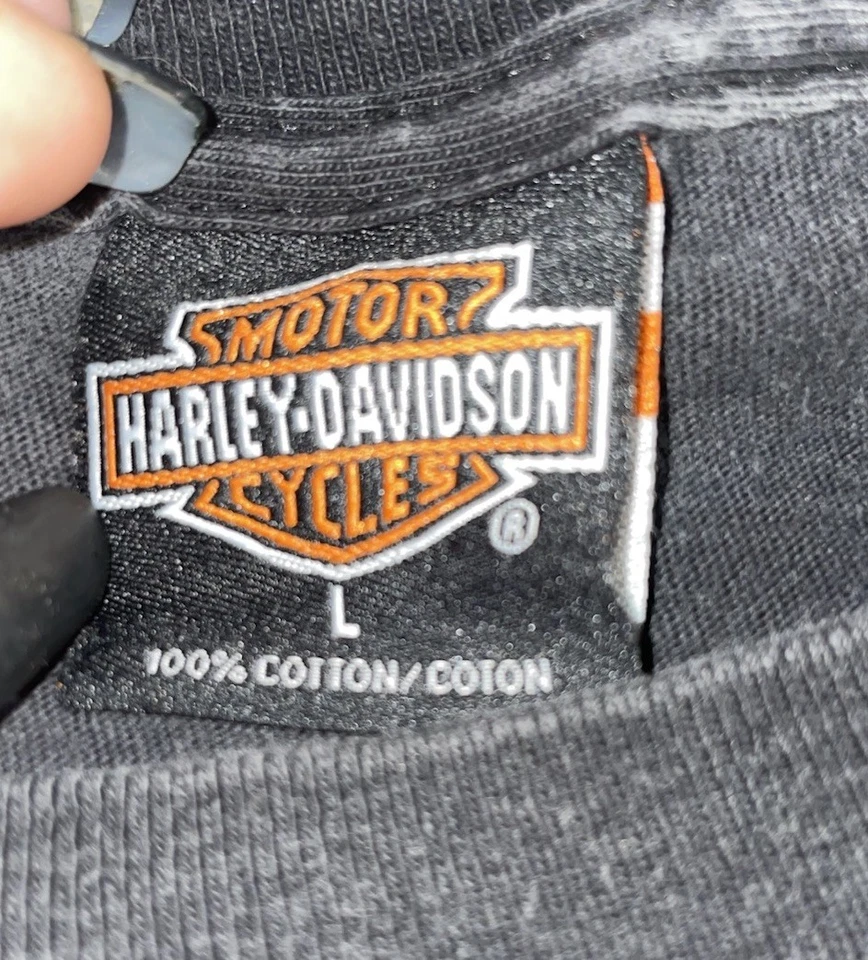 MOTOR
HARLEY-DAVIDSON
CYCLES
®
L
100% COTTON/COTON